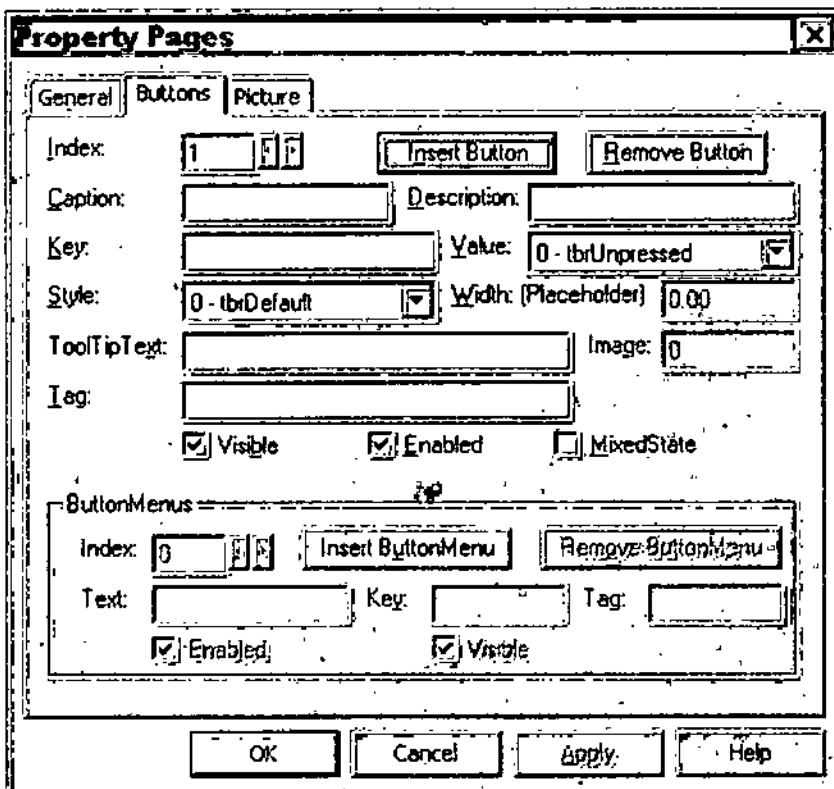 Property Pages
General Buttons Picture
Index: 1 Insert Button Remove Button
Caption: Description:
Key: Value: 0 - tbrUnpressed
Style: 0 - tbrDefault Width: (Placeholder) 0.00
ToolTipText: Image: 0
Tag:
Visible Enabled MixedState
ButtonMenus
Index: 0 Insert ButtonMenu Remove ButtonMenu
Text: Key: Tag:
Enabled Visible
OK Cancel Apply Help